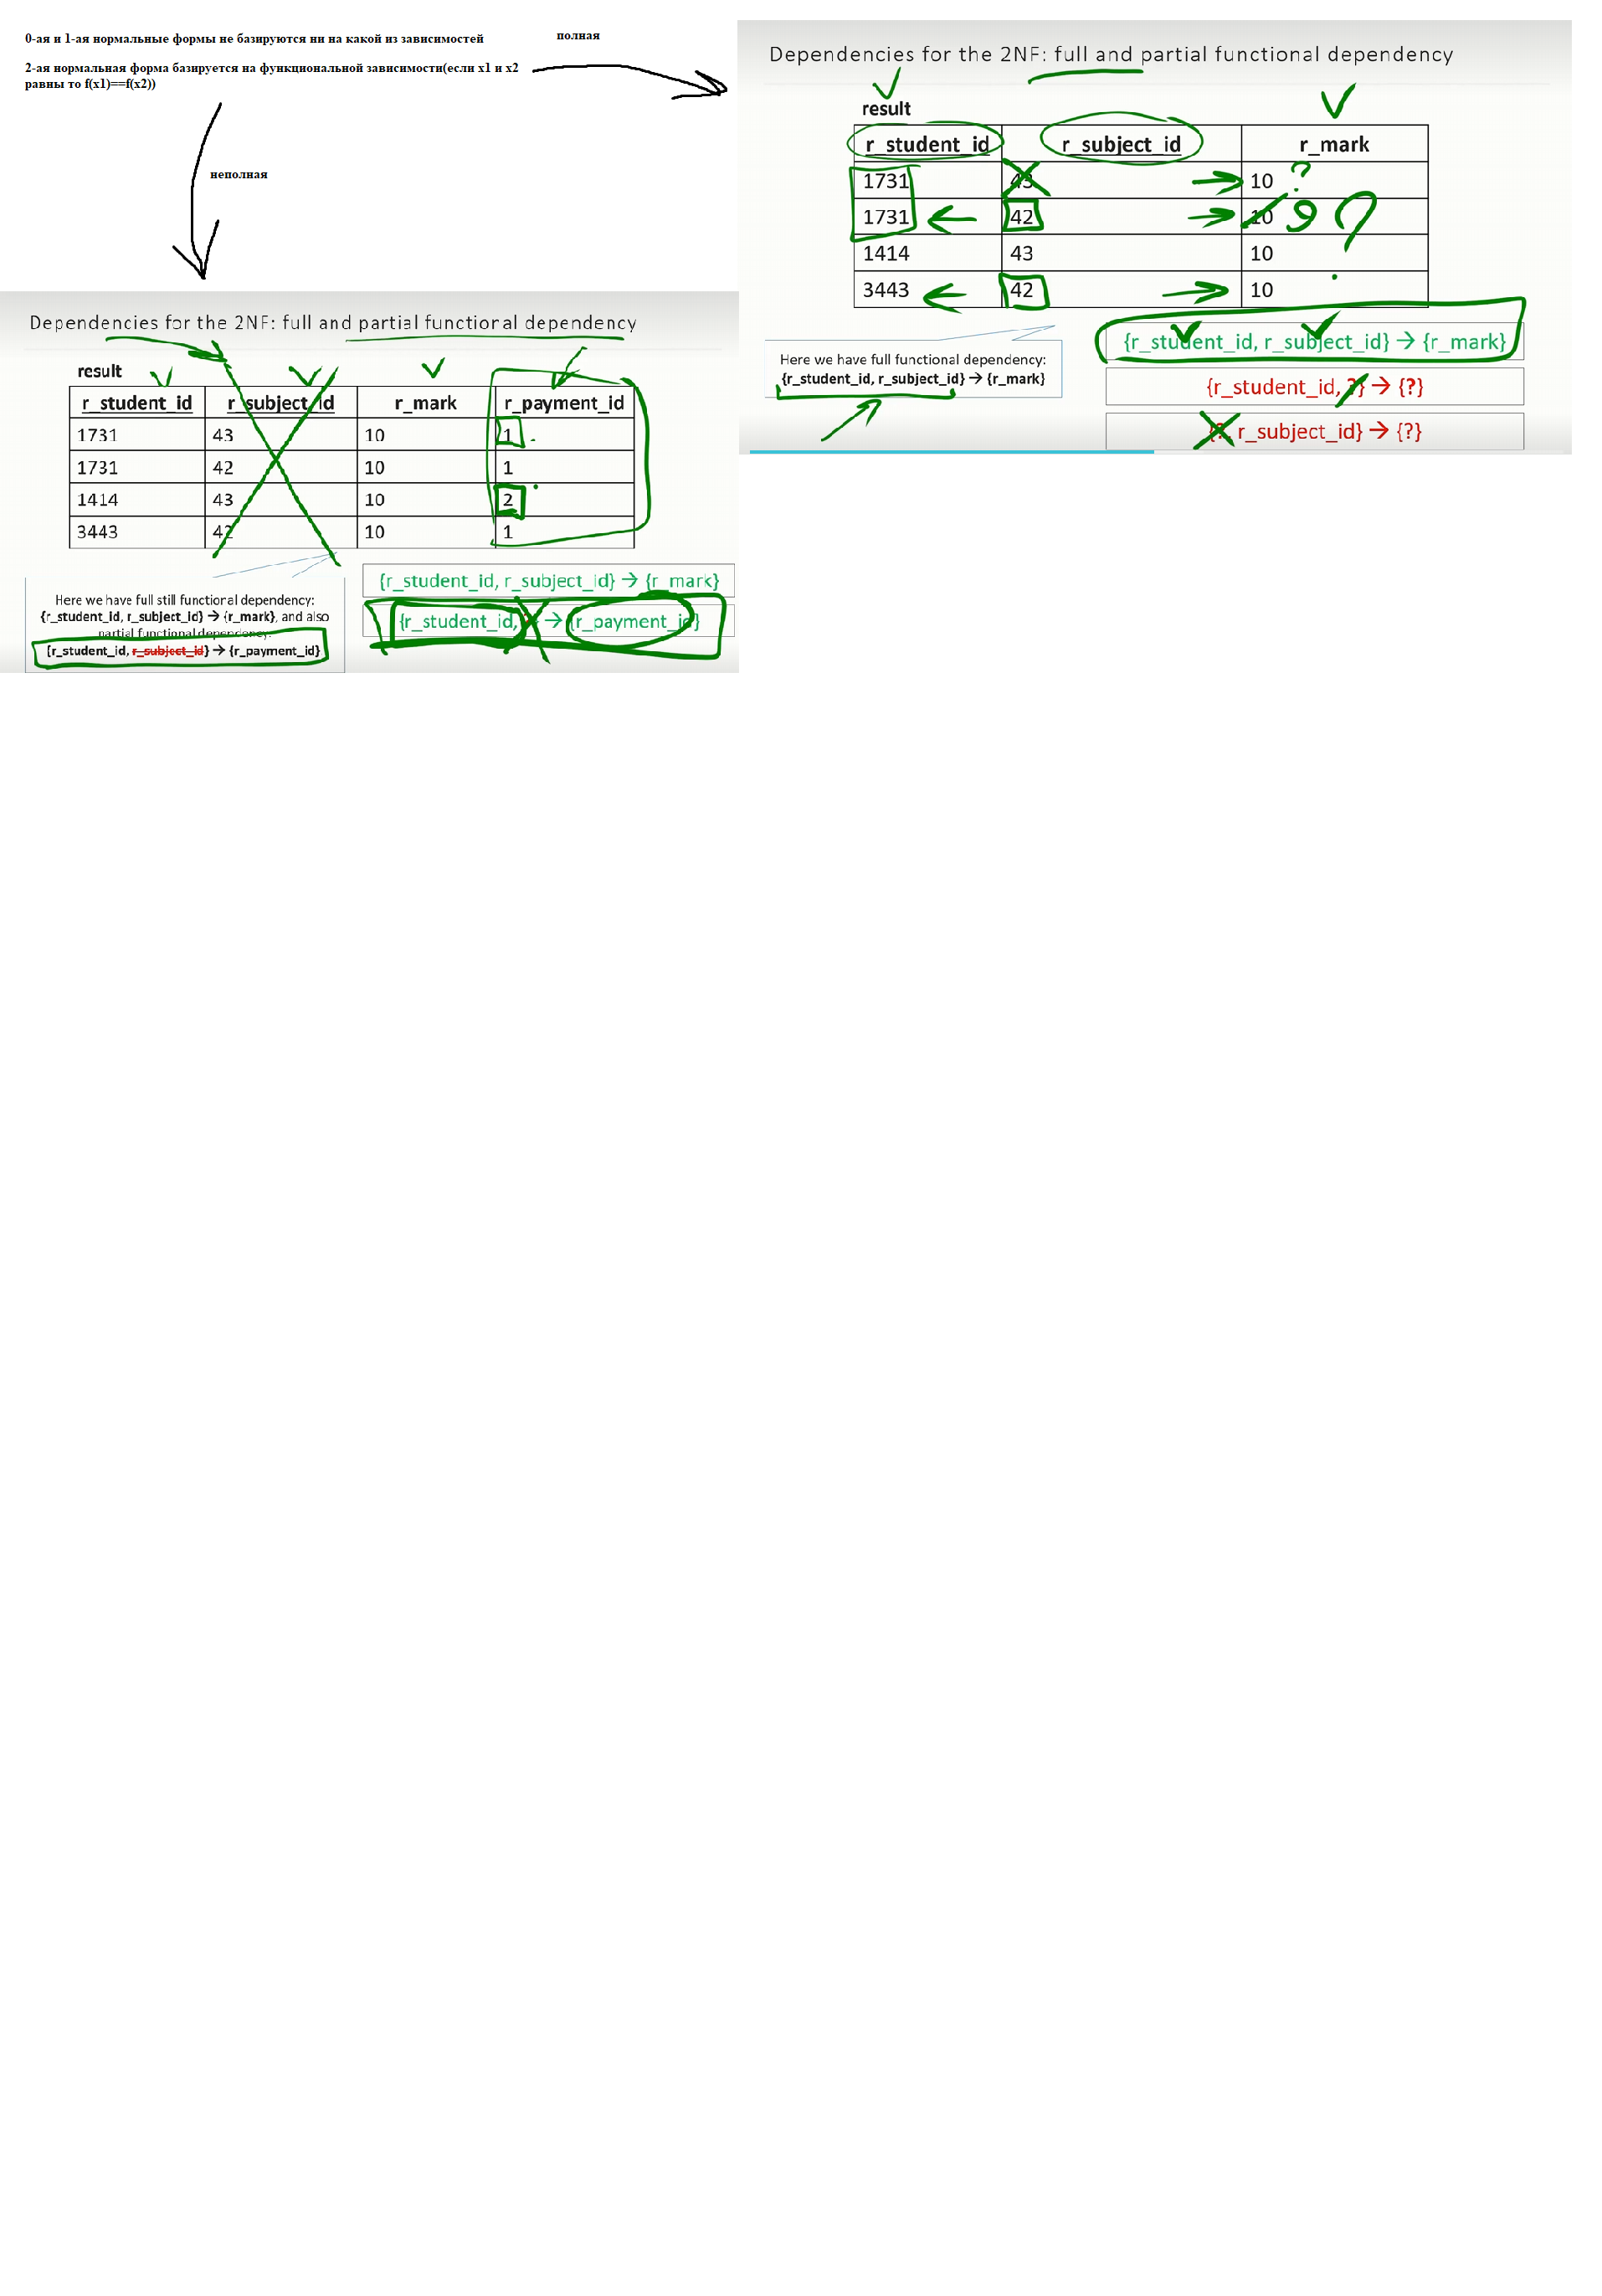 0-ая и 1-ая нормальные формы не базируются ни на какой из зависимостей
полная
2-ая нормальная форма базируется на функциональной зависимости(если x1 и x2
равны то f(x1)==f(x2))
неполная
Dependencies for the 2NF: full and partial functional dependency
result
r_student_id r_subject_id r_mark
1731 43 10 ?
1731 42 10 9 ?
1414 43 10
3443 42 10
Here we have full functional dependency:
{r_student_id, r_subject_id} → {r_mark}
{r_student_id, r_subject_id} → {r_mark}
{r_student_id, ?} → {?}
{?, r_subject_id} → {?}
Dependencies for the 2NF: full and partial functional dependency
result
r_student_id r_subject_id r_mark r_payment_id
1731 43 10 1
1731 42 10 1
1414 43 10 2
3443 42 10 1
Here we have full still functional dependency:
{r_student_id, r_subject_id} → {r_mark}, and also
partial functional dependency:
{r_student_id, r_subject_id} → {r_payment_id}
{r_student_id, r_subject_id} → {r_mark}
{r_student_id, → {r_payment_id}